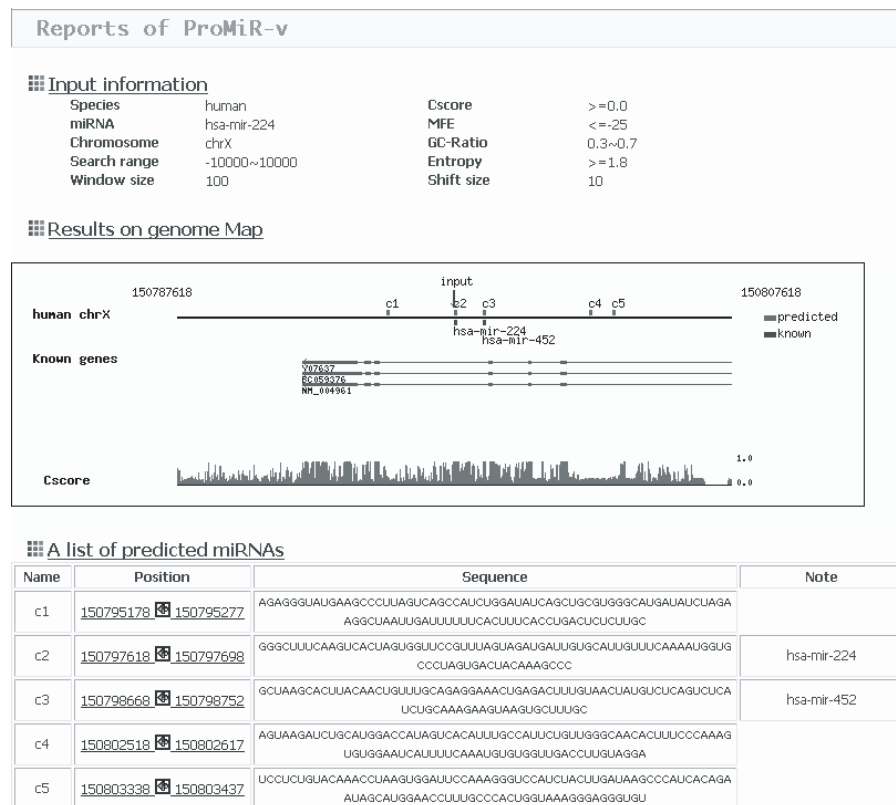 Reports of ProMiR-v
Input information
Species human Cscore >=0.0
miRNA hsa-mir-224 MFE <=-25
Chromosome chrX GC-Ratio 0.3~0.7
Search range -10000~10000 Entropy >=1.8
Window size 100 Shift size 10
Results on genome Map
input
150787618 150807618
c1 c2 c3 c4 c5
human chrX
predicted
known
hsa-mir-224
hsa-mir-452
Known genes
Y07637
BC059376
NM_004961
1.0
Cscore
0.0
A list of predicted miRNAs
Name Position Sequence Note
c1 150795178 150795277 AGAGGGUAUGAAGCCCUUAGUCAGCCAUCUGGAUAUCAGCUGCGUGGGCAUGAUAUCUAGA
AGGCUAAUUGAUUUUUUCACUUUCACCUGACUCUCUUGC
c2 150797618 150797698 GGGCUUUCAAGUCACUAGUGGUUCCGUUUAGUAGAUGAUUGUGCAUUGUUUCAAAAUGGUG
CCCUAGUGACUACAAAGCCC hsa-mir-224
c3 150798668 150798752 GCUAAGCACUUACAACUGUUUGCAGAGGAAACUGAGACUUUGUAACUAUGUCUCAGUCUCA
UCUGCAAAGAAGUAAGUGCUUUGC hsa-mir-452
c4 150802518 150802617 AGUAAGAUCUGCAUGGACCAUAGUCACAUUUGCCAUUCUGUUGGGCAACACUUUCCCAAAG
UGUGGAAUCAUUUUCAAAUGUGUGGUUGACCUUGUAGGA
c5 150803338 150803437 UCCUCUGUACAAACCUAAGUGGAUUCCAAAGGGUCCAUCUACUUGAUAAGCCCAUCACAGA
AUAGCAUGGAACCUUUGCCCACUGGUAAAGGGAGGGUGU